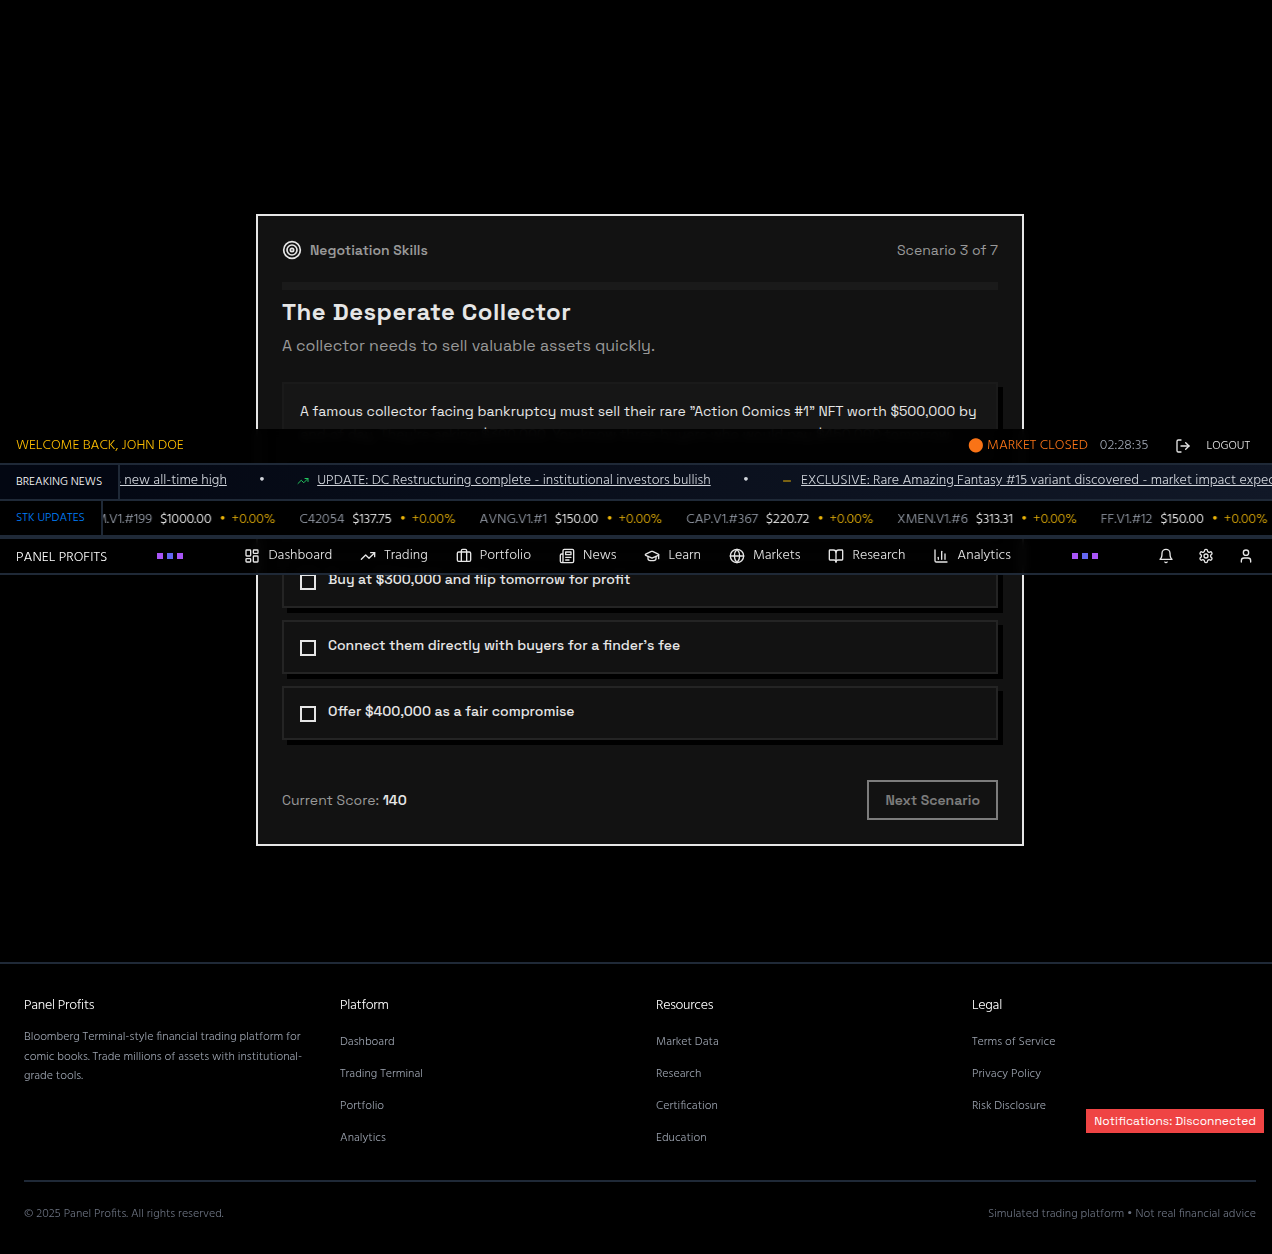 Negotiation Skills
Scenario 3 of 7
The Desperate Collector
A collector needs to sell valuable assets quickly.
A famous collector facing bankruptcy must sell their rare "Action Comics #1" NFT worth $500,000 by
WELCOME BACK, JOHN DOE
MARKET CLOSED 02:28:35 LOGOUT
BREAKING NEWS new all-time high • UPDATE: DC Restructuring complete - institutional investors bullish • EXCLUSIVE: Rare Amazing Fantasy #15 variant discovered - market impact expec
STK UPDATES .V1.#199 $1000.00 • +0.00% C42054 $137.75 • +0.00% AVNG.V1.#1 $150.00 • +0.00% CAP.V1.#367 $220.72 • +0.00% XMEN.V1.#6 $313.31 • +0.00% FF.V1.#12 $150.00 • +0.00%
PANEL PROFITS Dashboard Trading Portfolio News Learn Markets Research Analytics
Buy at $300,000 and flip tomorrow for profit
Connect them directly with buyers for a finder's fee
Offer $400,000 as a fair compromise
Current Score: 140
Next Scenario
Panel Profits
Bloomberg Terminal-style financial trading platform for
comic books. Trade millions of assets with institutional-
grade tools.
Platform
Dashboard
Trading Terminal
Portfolio
Analytics
Resources
Market Data
Research
Certification
Education
Legal
Terms of Service
Privacy Policy
Risk Disclosure
Notifications: Disconnected
© 2025 Panel Profits. All rights reserved.
Simulated trading platform • Not real financial advice